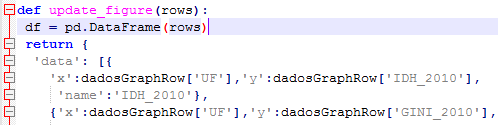 def update_figure(rows):
df = pd.DataFrame(rows)
return {
'data': [{
'x':dadosGraphRow['UF'],'y':dadosGraphRow['IDH_2010'],
'name':'IDH_2010'},
{'x':dadosGraphRow['UF'],'y':dadosGraphRow['GINI_2010'],